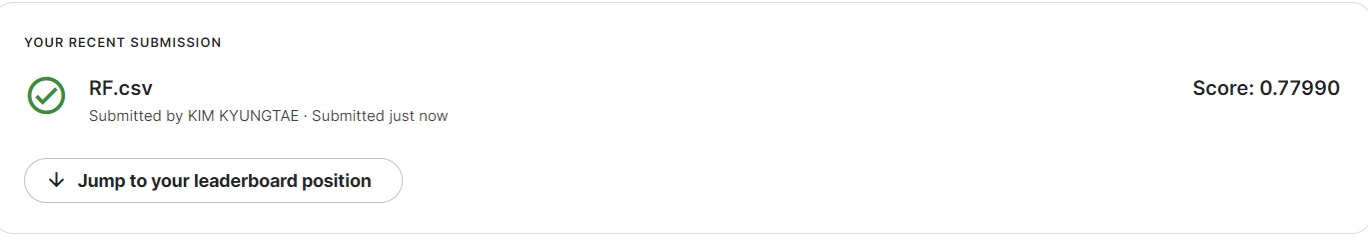 YOUR RECENT SUBMISSION
RF.csv
Score: 0.77990
Submitted by KIM KYUNGTAE · Submitted just now
Jump to your leaderboard position